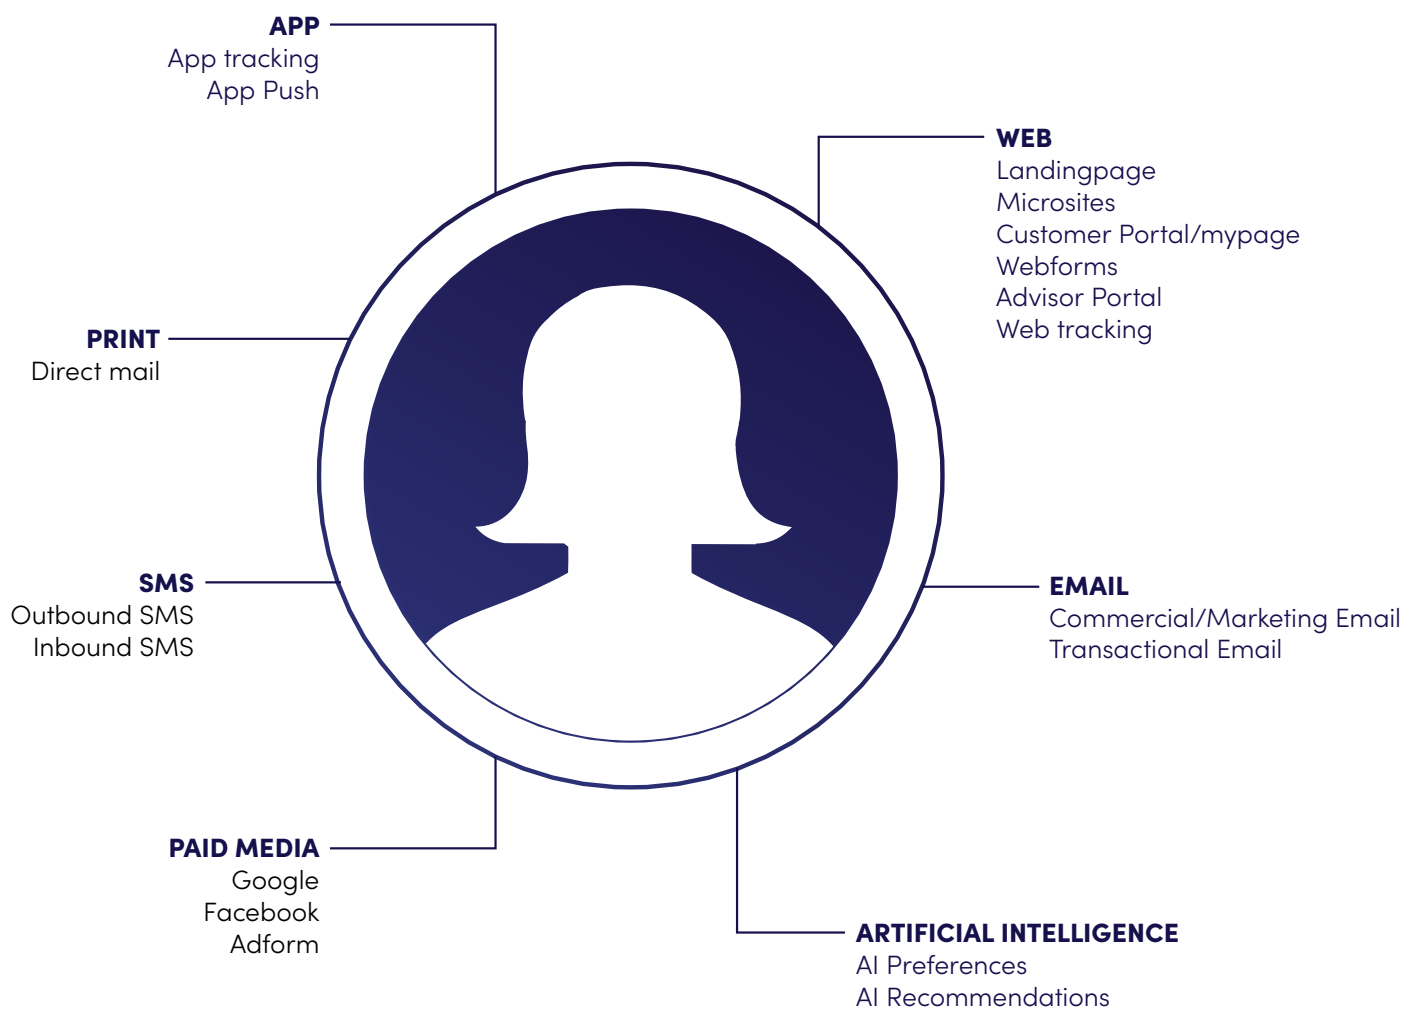 APP
App tracking
App Push
WEB
Landingpage
Microsites
Customer Portal/mypage
Webforms
Advisor Portal
Web tracking
PRINT
Direct mail
SMS
Outbound SMS
Inbound SMS
EMAIL
Commercial/Marketing Email
Transactional Email
PAID MEDIA
Google
Facebook
Adform
ARTIFICIAL INTELLIGENCE
AI Preferences
AI Recommendations